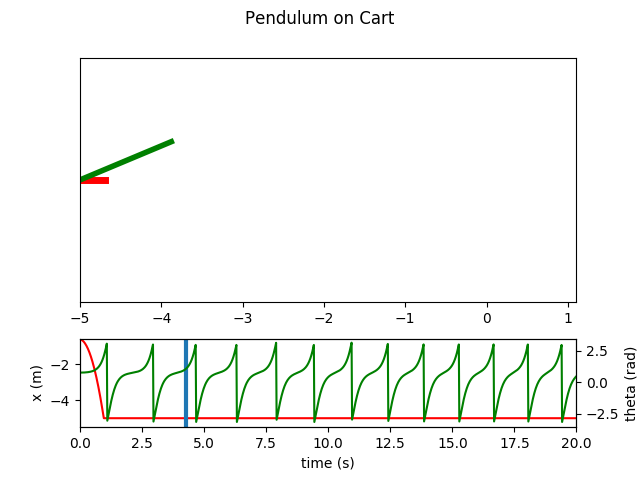 Pendulum on Cart
−5 −4 −3 −2 −1 0 1
−2
−4
x (m)
2.5
0.0
−2.5
theta (rad)
0.0 2.5 5.0 7.5 10.0 12.5 15.0 17.5 20.0
time (s)